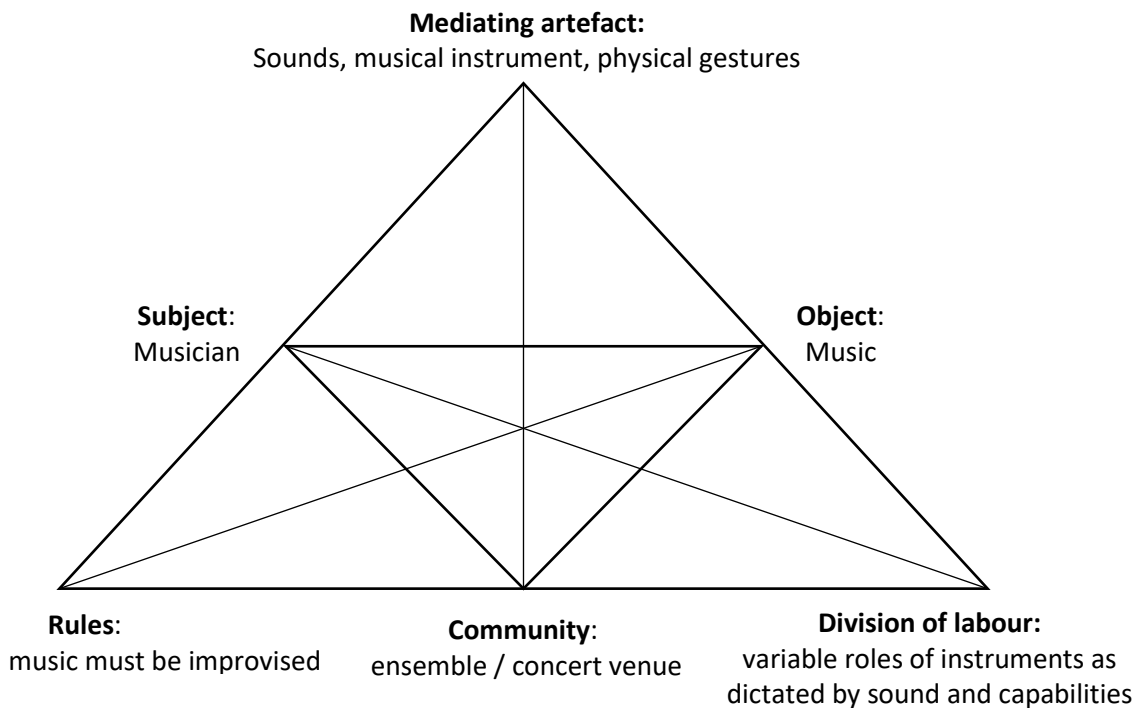 Mediating artefact:
Sounds, musical instrument, physical gestures
Subject:
Musician
Object:
Music
Rules:
music must be improvised
Community:
ensemble / concert venue
Division of labour:
variable roles of instruments as
dictated by sound and capabilities